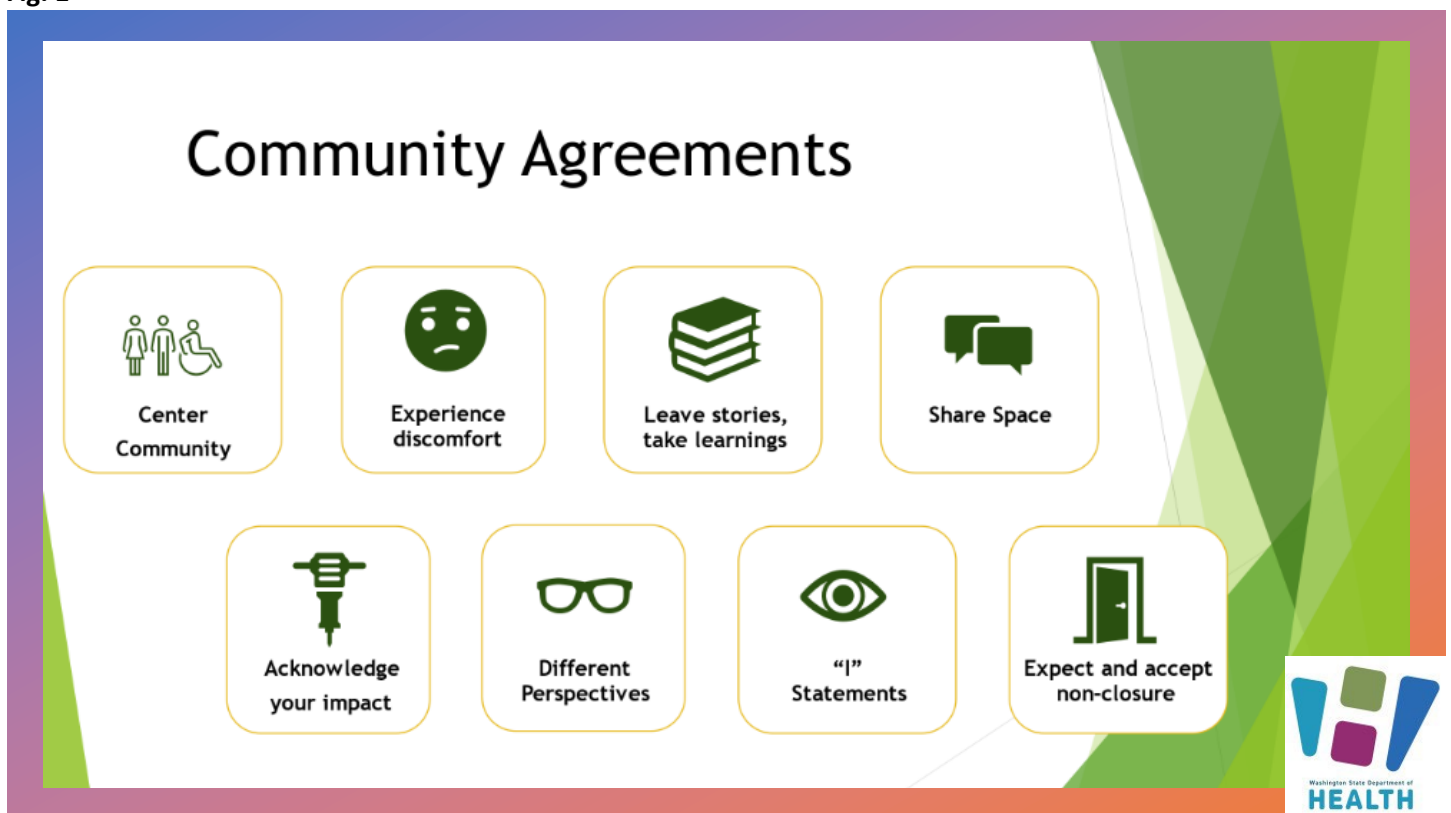 Community Agreements
Center
Community
Experience
discomfort
Leave stories,
take learnings
Share Space
Acknowledge
your impact
Different
Perspectives
“I”
Statements
Expect and accept
non-closure
Washington State Department of
HEALTH